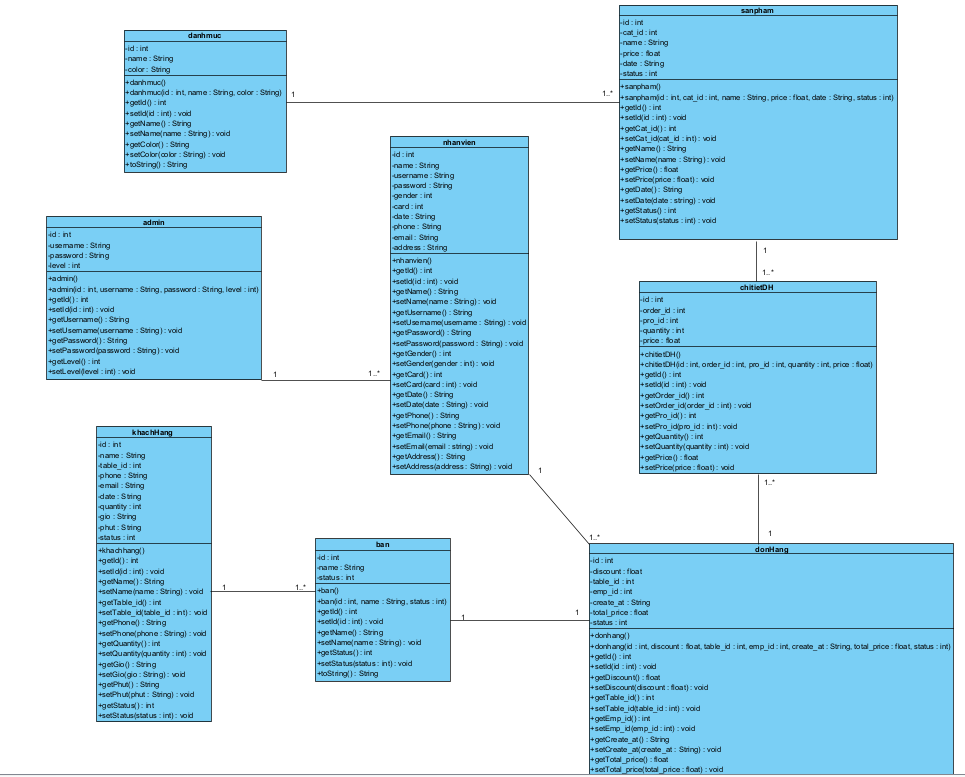 danhmuc
-id : int
-name : String
-color : String
+danhmuc()
+danhmuc(id : int, name : String, color : String)
+getId() : int
+setId(id : int) : void
+getName() : String
+setName(name : String) : void
+getColor() : String
+setColor(color : String) : void
+toString() : String
1
1..*
sanpham
-id : int
-cat_id : int
-name : String
-price : float
-date : String
-status : int
+sanpham()
+sanpham(id : int, cat_id : int, name : String, price : float, date : String, status : int)
+getId() : int
+setId(id : int) : void
+getCat_id() : int
+setCat_id(cat_id : int) : void
+getName() : String
+setName(name : String) : void
+getPrice() : float
+setPrice(price : float) : void
+getDate() : String
+setDate(date : string) : void
+getStatus() : int
+setStatus(status : int) : void
1
1..*
nhanvien
-id : int
-name : String
-username : String
-password : String
-gender : int
-card : int
-date : String
-phone : String
-email : String
-address : String
+nhanvien()
+getId() : int
+setId(id : int) : void
+getName() : String
+setName(name : String) : void
+getUsername() : String
+setUsername(username : String) : void
+getPassword() : String
+setPassword(password : String) : void
+getGender() : int
+setGender(gender : int) : void
+getCard() : int
+setCard(card : int) : void
+getDate() : String
+setDate(date : String) : void
+getPhone() : String
+setPhone(phone : String) : void
+getEmail() : String
+setEmail(email : string) : void
+getAddress() : String
+setAddress(address : String) : void
admin
-id : int
-username : String
-password : String
-level : int
+admin()
+admin(id : int, username : String, password : String, level : int)
+getId() : int
+setId(id : int) : void
+getUsername() : String
+setUsername(username : String) : void
+getPassword() : String
+setPassword(password : String) : void
+getLevel() : int
+setLevel(level : int) : void
1
1..*
chitietDH
-id : int
-order_id : int
-pro_id : int
-quantity : int
-price : float
+chitietDH()
+chitietDH(id : int, order_id : int, pro_id : int, quantity : int, price : float)
+getId() : int
+setId(id : int) : void
+getOrder_id() : int
+setOrder_id(order_id : int) : void
+getPro_id() : int
+setPro_id(pro_id : int) : void
+getQuantity() : int
+setQuantity(quantity : int) : void
+getPrice() : float
+setPrice(price : float) : void
1..*
1
1
1..*
khachHang
-id : int
-name : String
-table_id : int
-phone : String
-email : String
-date : String
-quantity : int
-gio : String
-phut : String
-status : int
+khachhang()
+getId() : int
+setId(id : int) : void
+getName() : String
+setName(name : String) : void
+getTable_id() : int
+setTable_id(table_id : int) : void
+getPhone() : String
+setPhone(phone : String) : void
+getQuantity() : int
+setQuantity(quantity : int) : void
+getGio() : String
+setGio(gio : String) : void
+getPhut() : String
+setPhut(phut : String) : void
+getStatus() : int
+setStatus(status : int) : void
1
1..*
ban
-id : int
-name : String
-status : int
+ban()
+ban(id : int, name : String, status : int)
+getId() : int
+setId(id : int) : void
+getName() : String
+setName(name : String) : void
+getStatus() : int
+setStatus(status : int) : void
+toString() : String
1
1
donHang
-id : int
-discount : float
-table_id : int
-emp_id : int
-create_at : String
-total_price : float
-status : int
+donhang()
+donhang(id : int, discount : float, table_id : int, emp_id : int, create_at : String, total_price : float, status : int)
+getId() : int
+setId(id : int) : void
+getDiscount() : float
+setDiscount(discount : float) : void
+getTable_id() : int
+setTable_id(table_id : int) : void
+getEmp_id() : int
+setEmp_id(emp_id : int) : void
+getCreate_at() : String
+setCreate_at(create_at : String) : void
+getTotal_price() : float
+setTotal_price(total_price : float) : void